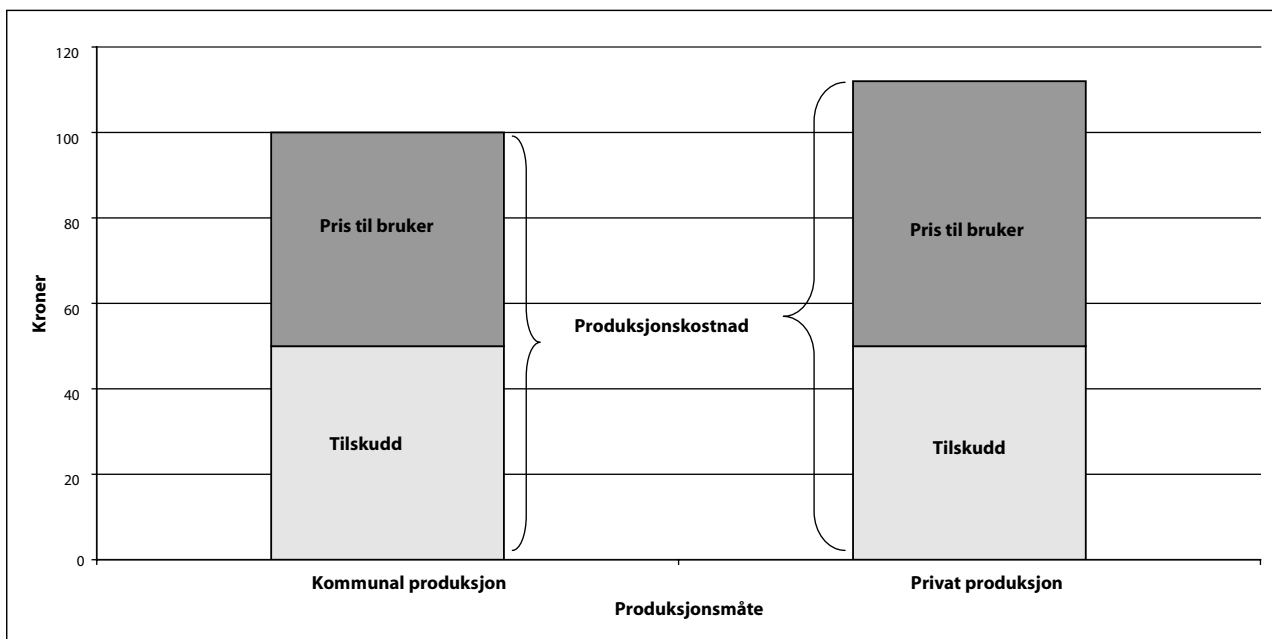 120
100
80
60
40
20
0
Kroner
Pris til bruker
Pris til bruker
Produksjonskostnad
Tilskudd
Tilskudd
Kommunal produksjon
Privat produksjon
Produksjonsmåte